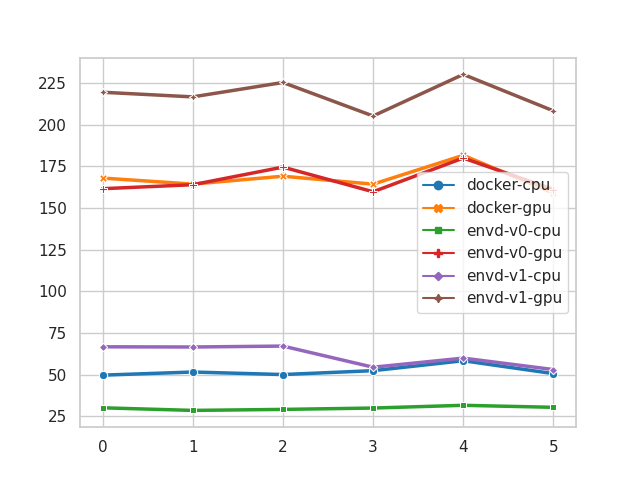 225
200
175
150
125
100
75
50
25
0 1 2 3 4 5
docker-cpu
docker-gpu
envd-v0-cpu
envd-v0-gpu
envd-v1-cpu
envd-v1-gpu